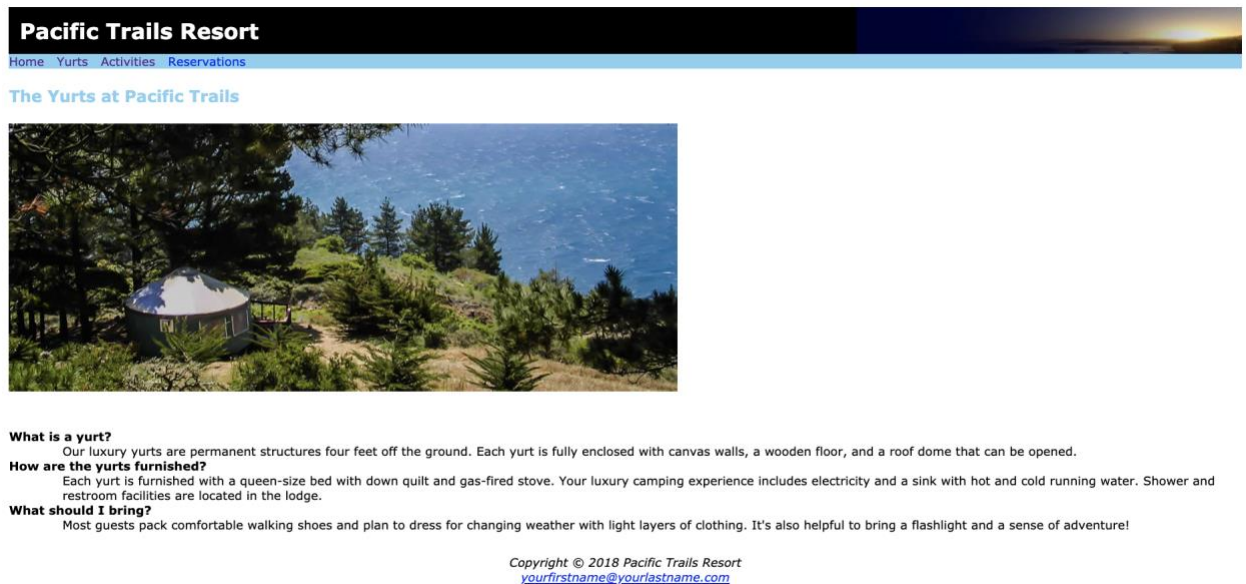 Pacific Trails Resort
Home Yurts Activities Reservations
The Yurts at Pacific Trails
What is a yurt?
Our luxury yurts are permanent structures four feet off the ground. Each yurt is fully enclosed with canvas walls, a wooden floor, and a roof dome that can be opened.
How are the yurts furnished?
Each yurt is furnished with a queen-size bed with down quilt and gas-fired stove. Your luxury camping experience includes electricity and a sink with hot and cold running water. Shower and
restroom facilities are located in the lodge.
What should I bring?
Most guests pack comfortable walking shoes and plan to dress for changing weather with light layers of clothing. It's also helpful to bring a flashlight and a sense of adventure!
Copyright © 2018 Pacific Trails Resort
yourfirstname@yourlastname.com